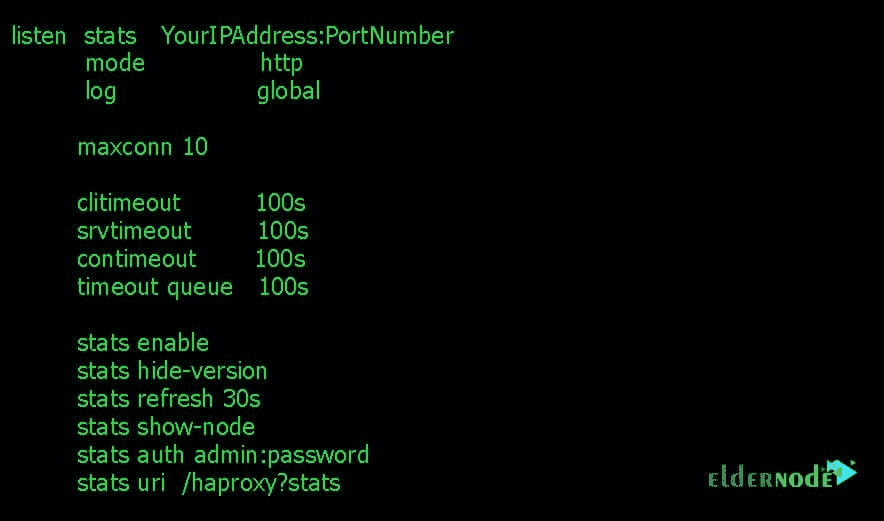 listen stats YourIPAddress:PortNumber
mode http
log global
maxconn 10
clitimeout 100s
srvtimeout 100s
contimeout 100s
timeout queue 100s
stats enable
stats hide-version
stats refresh 30s
stats show-node
stats auth admin:password
stats uri /haproxy?stats
eldernode